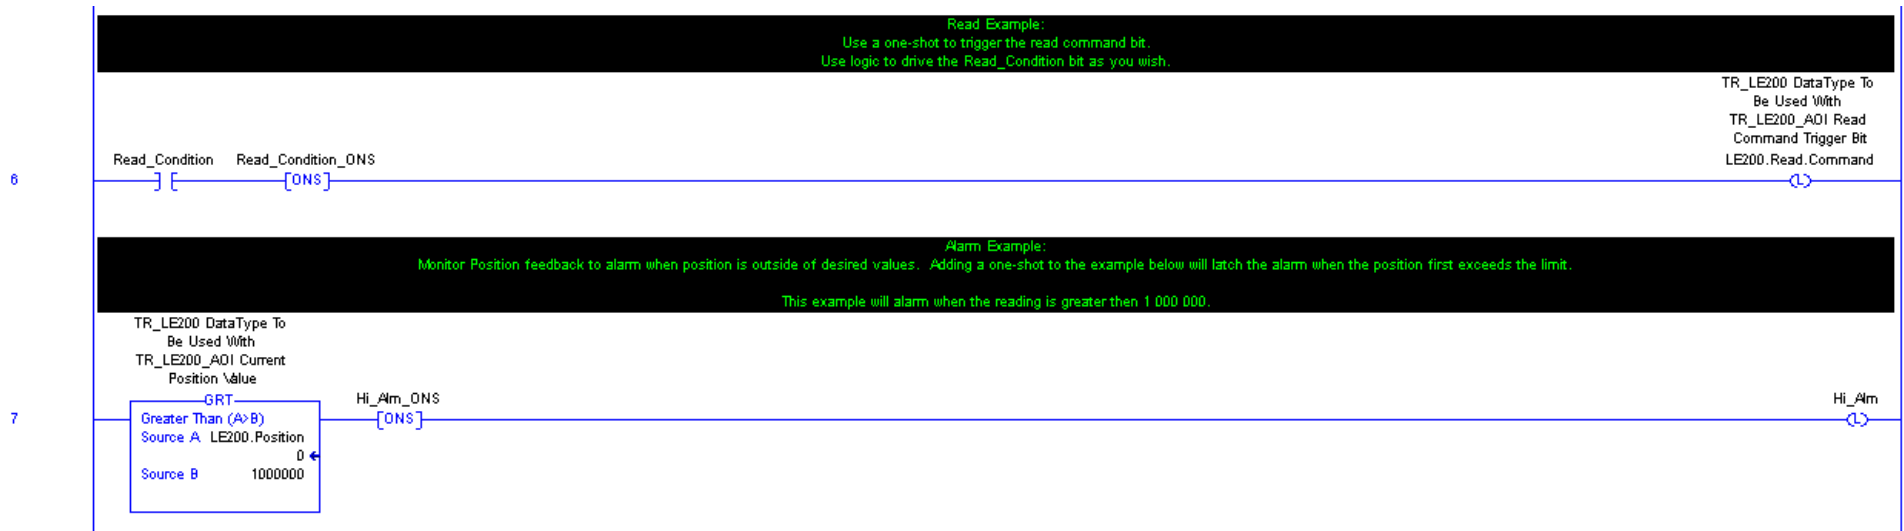 Read Example:
Use a one-shot to trigger the read command bit.
Use logic to drive the Read_Condition bit as you wish.
TR_LE200 DataType To
Be Used With
TR_LE200_AOI Read
Command Trigger Bit
Read_Condition Read_Condition_ONS LE200.Read.Command
6 ONS L
Alarm Example:
Monitor Position feedback to alarm when position is outside of desired values. Adding a one-shot to the example below will latch the alarm when the position first exceeds the limit.
This example will alarm when the reading is greater then 1 000 000.
TR_LE200 DataType To
Be Used With
TR_LE200_AOI Current
Position Value
GRT Hi_Alm_ONS Hi_Alm
7 Greater Than (A>B) ONS L
Source A LE200.Position
0
Source B 1000000